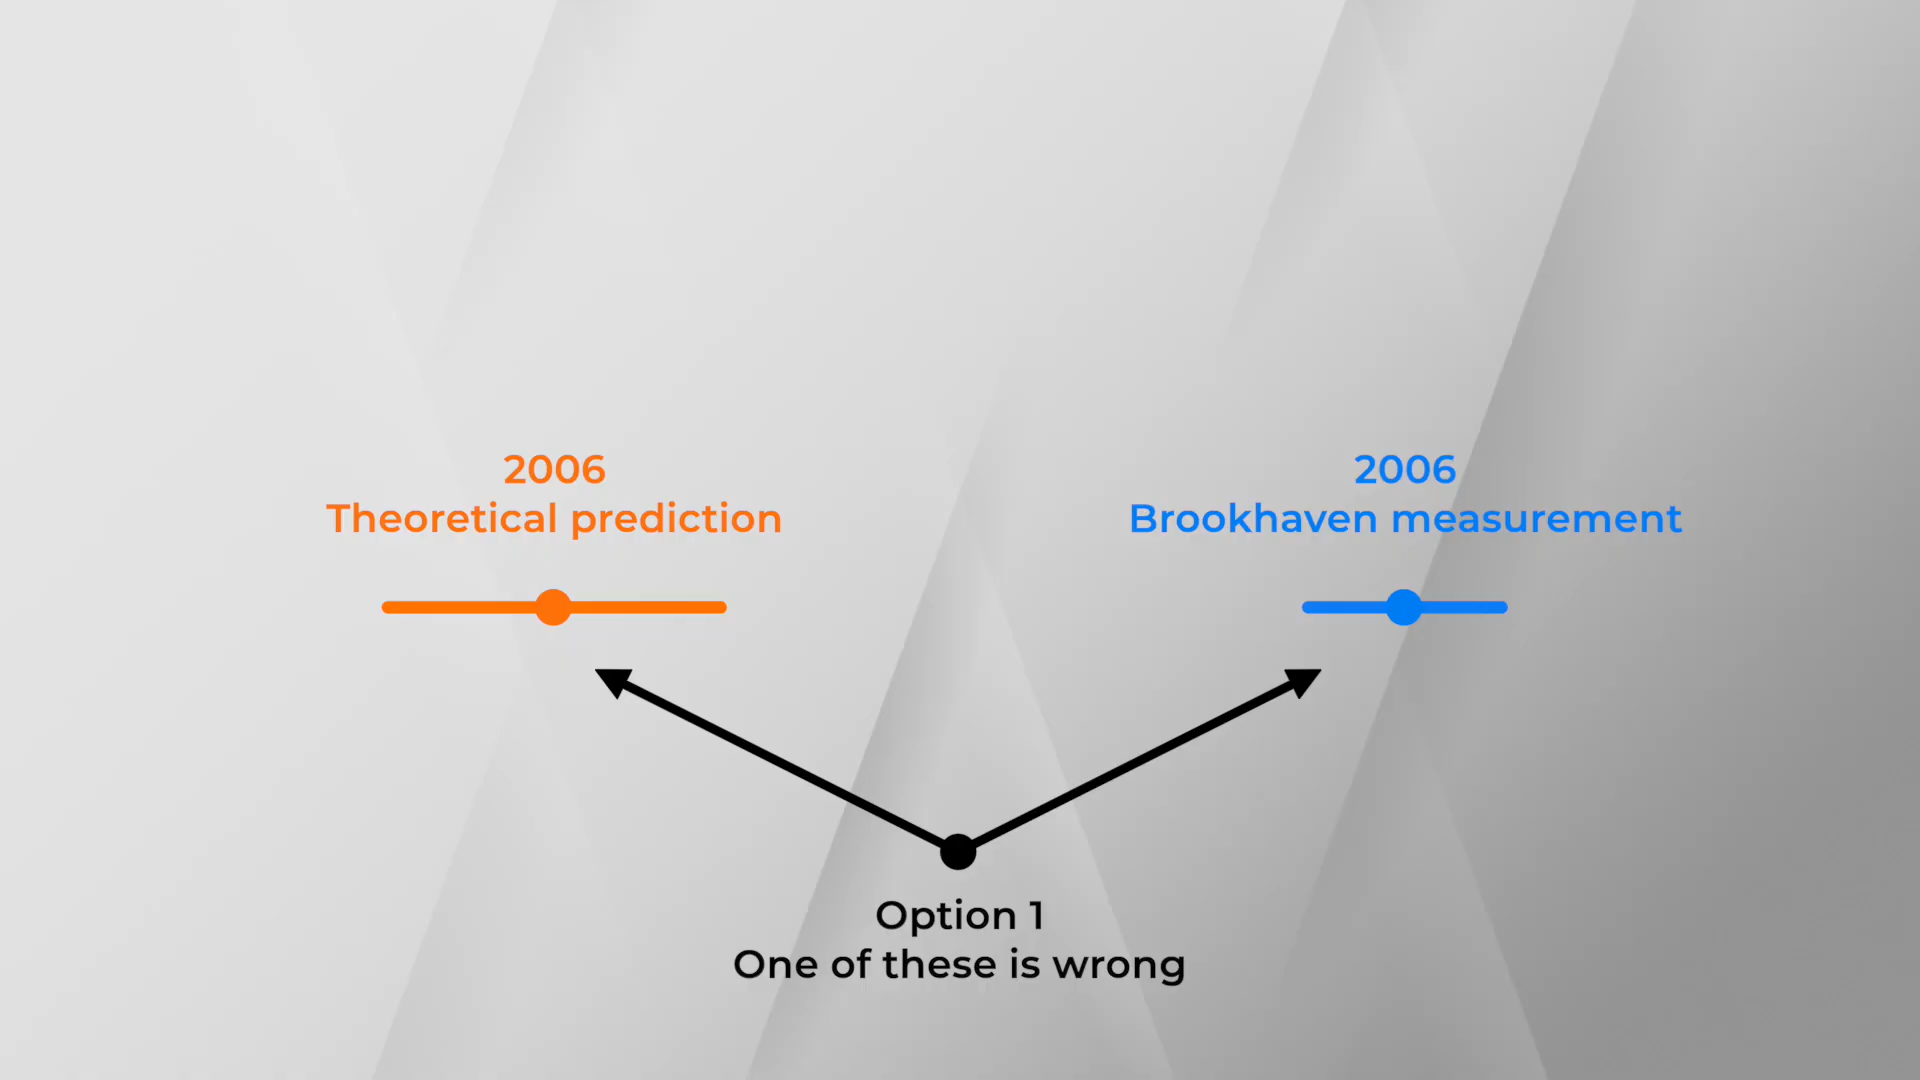 2006
Theoretical prediction
2006
Brookhaven measurement
Option 1
One of these is wrong